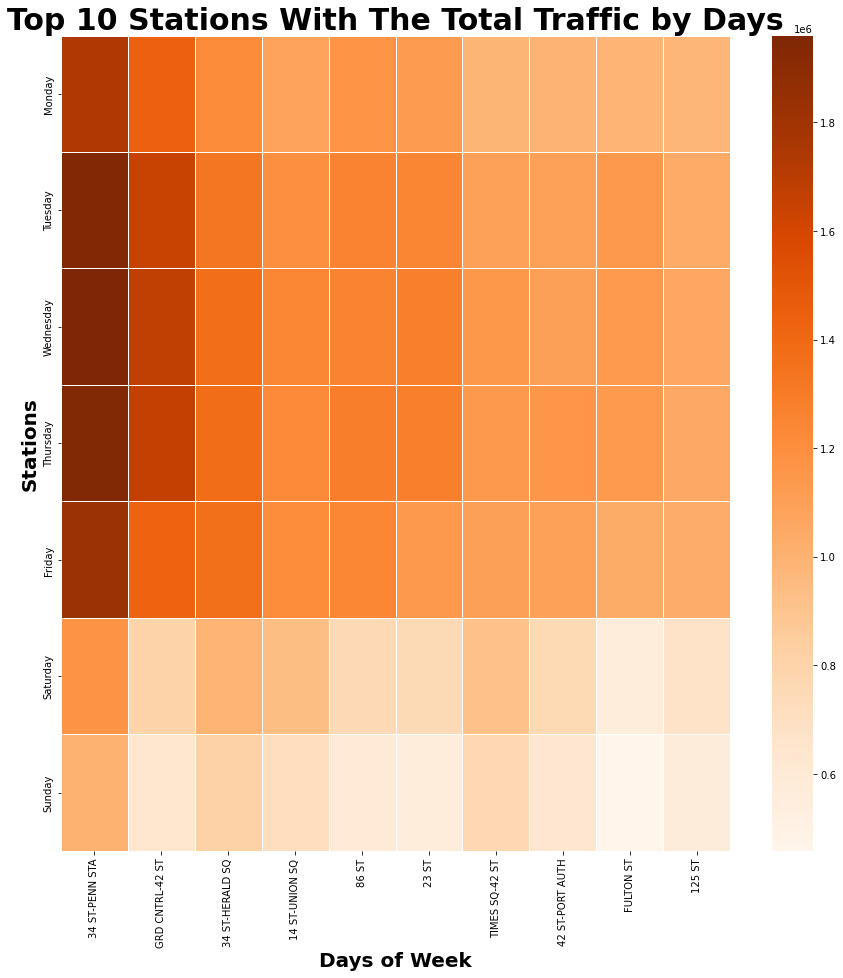 Top 10 Stations With The Total Traffic by Days
1e6
Monday
Tuesday
Wednesday
Thursday
Friday
Saturday
Sunday
Stations
1.8
1.6
1.4
1.2
1.0
0.8
0.6
34 ST-PENN STA
GRD CNTRL-42 ST
34 ST-HERALD SQ
14 ST-UNION SQ
86 ST
23 ST
TIMES SQ-42 ST
42 ST-PORT AUTH
FULTON ST
125 ST
Days of Week